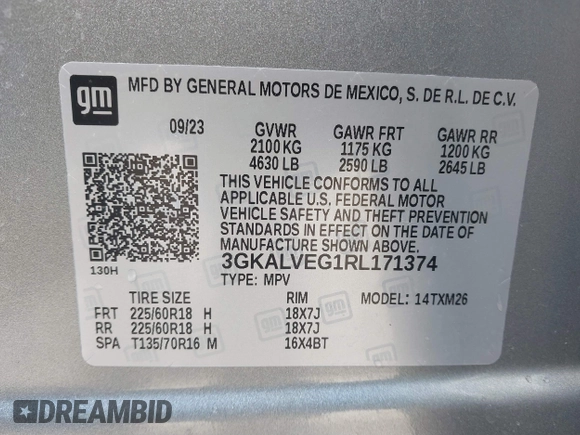 gm
MFD BY GENERAL MOTORS DE MEXICO, S. DE R.L. DE C.V.
09/23 GVWR GAWR FRT GAWR RR
2100 KG 1175 KG 1200 KG
4630 LB 2590 LB 2645 LB
THIS VEHICLE CONFORMS TO ALL
APPLICABLE U.S. FEDERAL MOTOR
VEHICLE SAFETY AND THEFT PREVENTION
STANDARDS IN EFFECT ON THE DATE OF
MANUFACTURE SHOWN ABOVE.
130H 3GKALVEG1RL171374
TYPE: MPV
TIRE SIZE RIM MODEL: 14TXM26
FRT 225/60R18 H 18X7J
RR 225/60R18 H 18X7J
SPA T135/70R16 M 16X4BT
DREAMBID